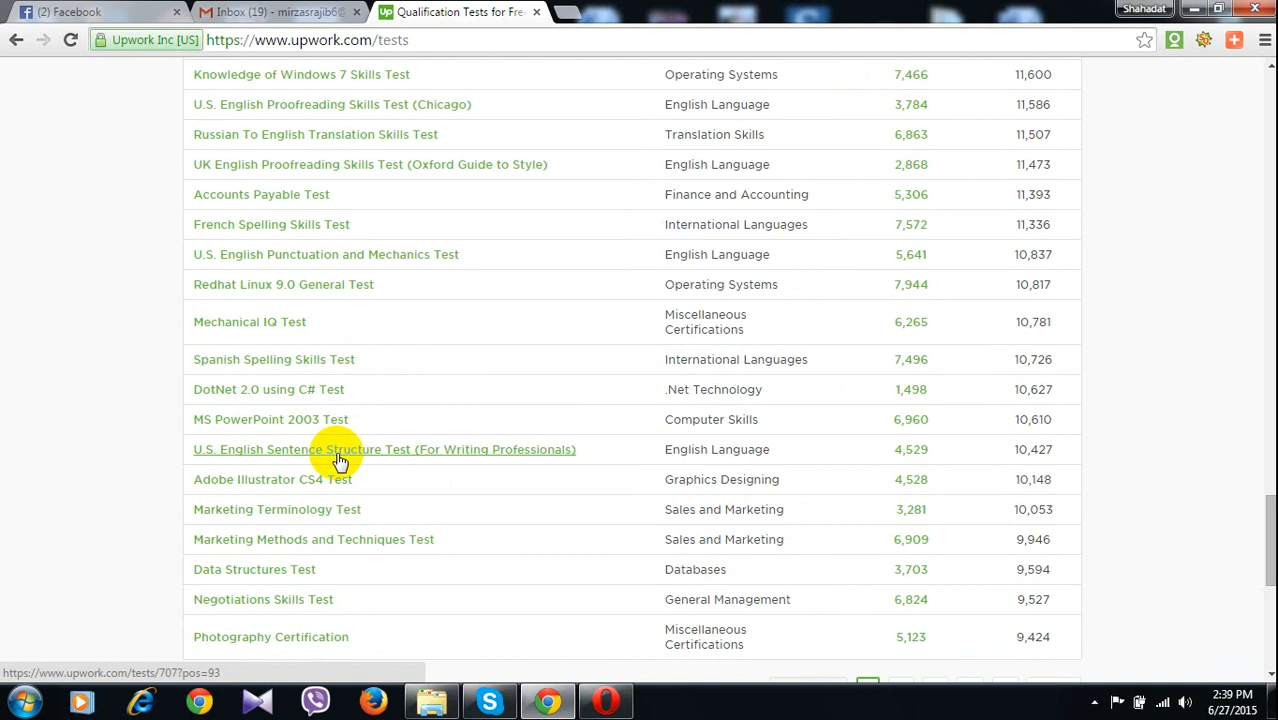 (2) Facebook
Inbox (19) - mirzasrajib6@
Qualification Tests for Fre
Shahadat
Upwork Inc [US]
https://www.upwork.com/tests
Knowledge of Windows 7 Skills Test Operating Systems 7,466 11,600
U.S. English Proofreading Skills Test (Chicago) English Language 3,784 11,586
Russian To English Translation Skills Test Translation Skills 6,863 11,507
UK English Proofreading Skills Test (Oxford Guide to Style) English Language 2,868 11,473
Accounts Payable Test Finance and Accounting 5,306 11,393
French Spelling Skills Test International Languages 7,572 11,336
U.S. English Punctuation and Mechanics Test English Language 5,641 10,837
Redhat Linux 9.0 General Test Operating Systems 7,944 10,817
Mechanical IQ Test Miscellaneous Certifications 6,265 10,781
Spanish Spelling Skills Test International Languages 7,496 10,726
DotNet 2.0 using C# Test .Net Technology 1,498 10,627
MS PowerPoint 2003 Test Computer Skills 6,960 10,610
U.S. English Sentence Structure Test (For Writing Professionals) English Language 4,529 10,427
Adobe Illustrator CS4 Test Graphics Designing 4,528 10,148
Marketing Terminology Test Sales and Marketing 3,281 10,053
Marketing Methods and Techniques Test Sales and Marketing 6,909 9,946
Data Structures Test Databases 3,703 9,594
Negotiations Skills Test General Management 6,824 9,527
Photography Certification Miscellaneous Certifications 5,123 9,424
https://www.upwork.com/tests/707?pos=93
2:39 PM
6/27/2015